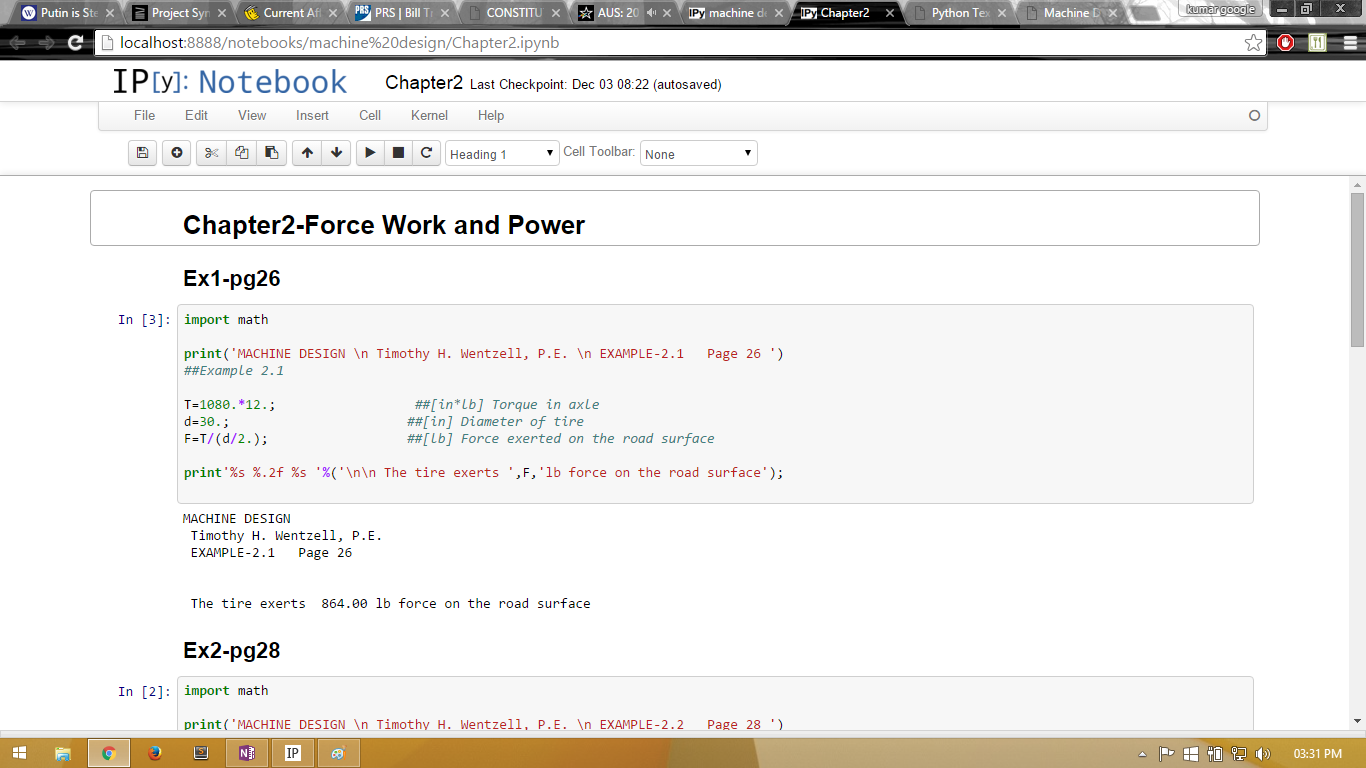 Putin is Ste
Project Syn
Current Aff
PRS | Bill T
CONSTITU
AUS: 20
IPy machine de
IPy Chapter2
Python Tex
Machine D
kumar google
localhost:8888/notebooks/machine%20design/Chapter2.ipynb
IP[y]: Notebook
Chapter2 Last Checkpoint: Dec 03 08:22 (autosaved)
File Edit View Insert Cell Kernel Help
Heading 1 Cell Toolbar: None
Chapter2-Force Work and Power
Ex1-pg26
In [3]: import math
print('MACHINE DESIGN \n Timothy H. Wentzell, P.E. \n EXAMPLE-2.1   Page 26 ')
##Example 2.1
T=1080.*12.;                  ##[in*lb] Torque in axle
d=30.;                       ##[in] Diameter of tire
F=T/(d/2.);                  ##[lb] Force exerted on the road surface
print'%s %.2f %s '%('\n\n The tire exerts ',F,'lb force on the road surface');
MACHINE DESIGN
Timothy H. Wentzell, P.E.
EXAMPLE-2.1   Page 26
The tire exerts  864.00 lb force on the road surface
Ex2-pg28
In [2]: import math
print('MACHINE DESIGN \n Timothy H. Wentzell, P.E. \n EXAMPLE-2.2   Page 28 ')
IP
03:31 PM